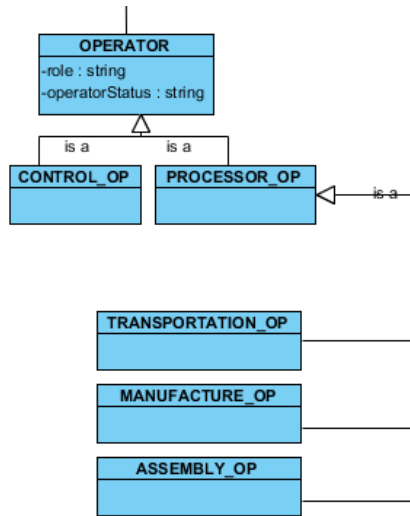 OPERATOR
-role : string
-operatorStatus : string
is a
is a
CONTROL_OP
PROCESSOR_OP
is a
TRANSPORTATION_OP
MANUFACTURE_OP
ASSEMBLY_OP